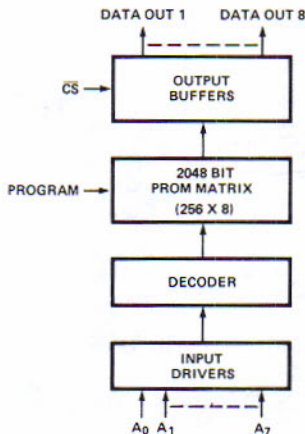 DATA OUT 1 DATA OUT 8
CS
OUTPUT
BUFFERS
PROGRAM
2048 BIT
PROM MATRIX
(256 X 8)
DECODER
INPUT
DRIVERS
A0 A1 A7